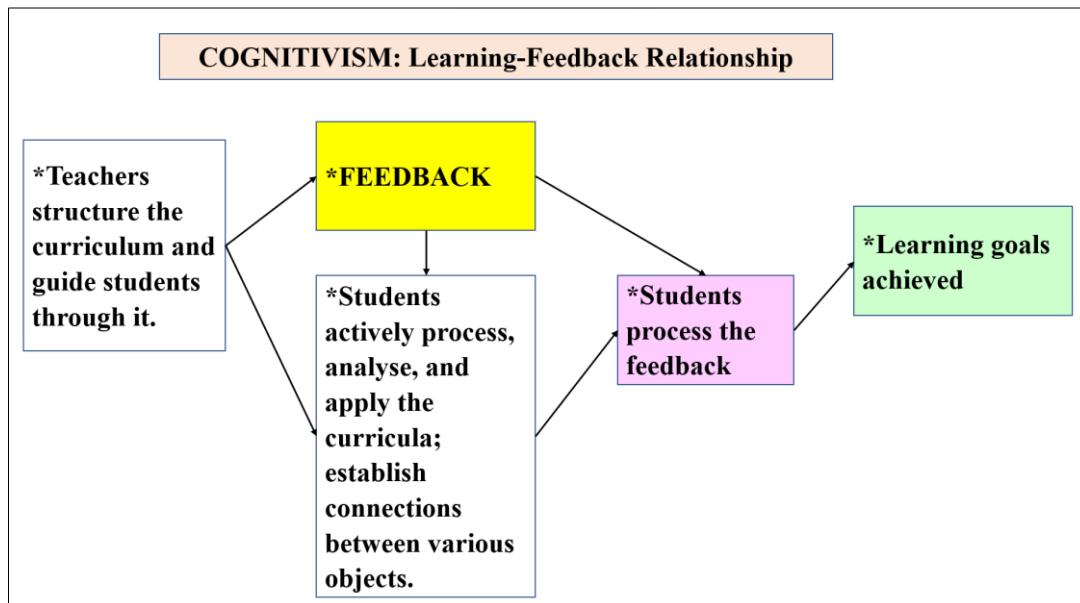 COGNITIVISM: Learning-Feedback Relationship
*Teachers
structure the
curriculum and
guide students
through it.
*FEEDBACK
*Students
actively process,
analyse, and
apply the
curricula;
establish
connections
between various
objects.
*Students
process the
feedback
*Learning goals
achieved